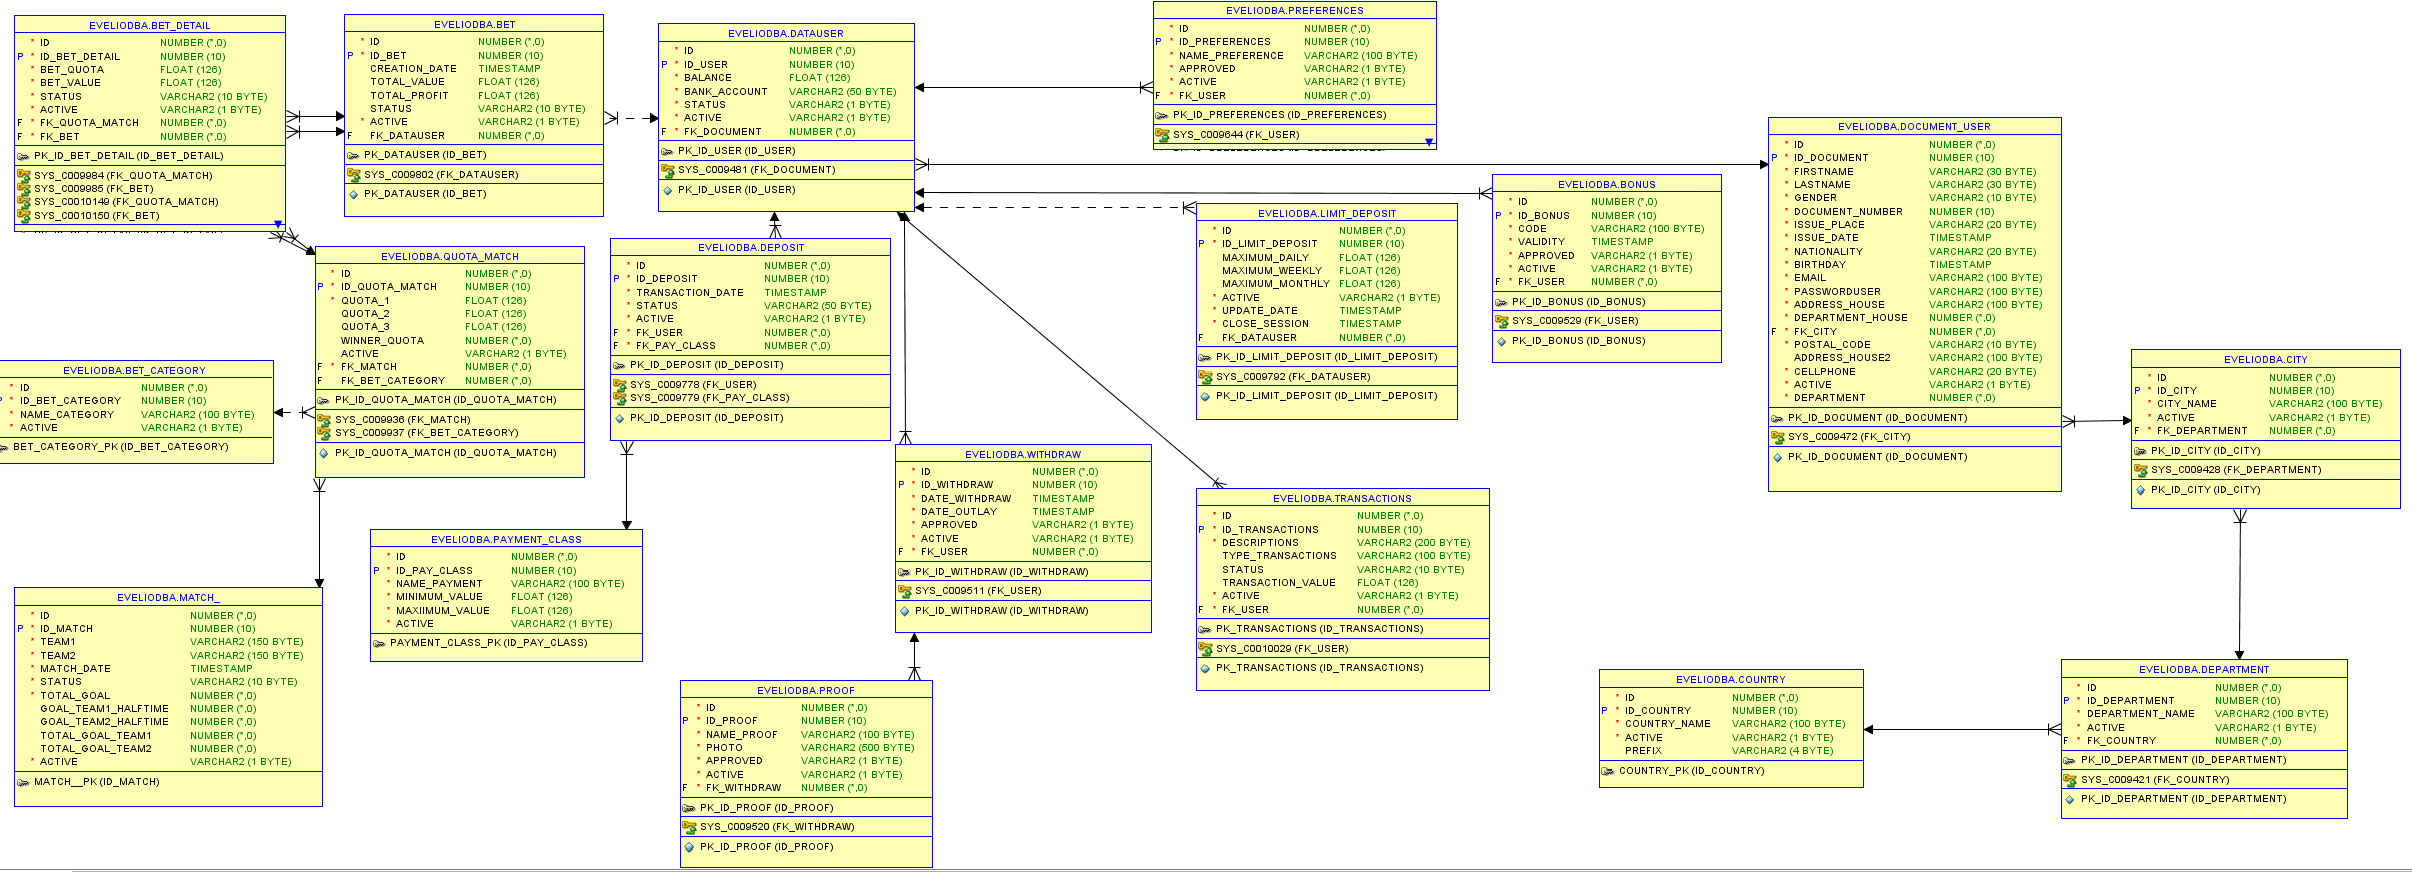 EVELIODBA.BET_DETAIL
* ID NUMBER (*,0)
P * ID_BET_DETAIL NUMBER (10)
* BET_QUOTA FLOAT (126)
* BET_VALUE FLOAT (126)
* STATUS VARCHAR2 (10 BYTE)
* ACTIVE VARCHAR2 (1 BYTE)
F * FK_QUOTA_MATCH NUMBER (*,0)
F * FK_BET NUMBER (*,0)
PK_ID_BET_DETAIL (ID_BET_DETAIL)
SYS_C009984 (FK_QUOTA_MATCH)
SYS_C009985 (FK_BET)
SYS_C0010149 (FK_QUOTA_MATCH)
SYS_C0010150 (FK_BET)
EVELIODBA.BET
* ID NUMBER (*,0)
P * ID_BET NUMBER (10)
CREATION_DATE TIMESTAMP
TOTAL_VALUE FLOAT (126)
TOTAL_PROFIT FLOAT (126)
STATUS VARCHAR2 (10 BYTE)
* ACTIVE VARCHAR2 (1 BYTE)
F FK_DATAUSER NUMBER (*,0)
PK_DATAUSER (ID_BET)
SYS_C009802 (FK_DATAUSER)
PK_DATAUSER (ID_BET)
EVELIODBA.DATAUSER
* ID NUMBER (*,0)
P * ID_USER NUMBER (10)
* BALANCE FLOAT (126)
* BANK_ACCOUNT VARCHAR2 (50 BYTE)
* STATUS VARCHAR2 (1 BYTE)
* ACTIVE VARCHAR2 (1 BYTE)
F * FK_DOCUMENT NUMBER (*,0)
PK_ID_USER (ID_USER)
SYS_C009481 (FK_DOCUMENT)
PK_ID_USER (ID_USER)
EVELIODBA.PREFERENCES
* ID NUMBER (*,0)
P * ID_PREFERENCES NUMBER (10)
* NAME_PREFERENCE VARCHAR2 (100 BYTE)
* APPROVED VARCHAR2 (1 BYTE)
* ACTIVE VARCHAR2 (1 BYTE)
F * FK_USER NUMBER (*,0)
PK_ID_PREFERENCES (ID_PREFERENCES)
SYS_C009644 (FK_USER)
EVELIODBA.DOCUMENT_USER
* ID NUMBER (*,0)
P * ID_DOCUMENT NUMBER (10)
* FIRSTNAME VARCHAR2 (30 BYTE)
* LASTNAME VARCHAR2 (30 BYTE)
* GENDER VARCHAR2 (10 BYTE)
* DOCUMENT_NUMBER NUMBER (10)
* ISSUE_PLACE VARCHAR2 (20 BYTE)
* ISSUE_DATE TIMESTAMP
* NATIONALITY VARCHAR2 (20 BYTE)
* BIRTHDAY TIMESTAMP
* EMAIL VARCHAR2 (100 BYTE)
* PASSWORDUSER VARCHAR2 (100 BYTE)
* ADDRESS_HOUSE VARCHAR2 (100 BYTE)
* DEPARTMENT_HOUSE NUMBER (*,0)
F * FK_CITY NUMBER (*,0)
* POSTAL_CODE VARCHAR2 (10 BYTE)
ADDRESS_HOUSE2 VARCHAR2 (100 BYTE)
* CELLPHONE VARCHAR2 (20 BYTE)
* ACTIVE VARCHAR2 (1 BYTE)
* DEPARTMENT NUMBER (*,0)
PK_ID_DOCUMENT (ID_DOCUMENT)
SYS_C009472 (FK_CITY)
PK_ID_DOCUMENT (ID_DOCUMENT)
EVELIODBA.BONUS
* ID NUMBER (*,0)
P * ID_BONUS NUMBER (10)
* CODE VARCHAR2 (100 BYTE)
* VALIDITY TIMESTAMP
* APPROVED VARCHAR2 (1 BYTE)
* ACTIVE VARCHAR2 (1 BYTE)
F * FK_USER NUMBER (*,0)
PK_ID_BONUS (ID_BONUS)
SYS_C009529 (FK_USER)
PK_ID_BONUS (ID_BONUS)
EVELIODBA.LIMIT_DEPOSIT
* ID NUMBER (*,0)
P * ID_LIMIT_DEPOSIT NUMBER (10)
MAXIMUM_DAILY FLOAT (126)
MAXIMUM_WEEKLY FLOAT (126)
MAXIMUM_MONTHLY FLOAT (126)
* ACTIVE VARCHAR2 (1 BYTE)
* UPDATE_DATE TIMESTAMP
* CLOSE_SESSION TIMESTAMP
F FK_DATAUSER NUMBER (*,0)
PK_ID_LIMIT_DEPOSIT (ID_LIMIT_DEPOSIT)
SYS_C009792 (FK_DATAUSER)
PK_ID_LIMIT_DEPOSIT (ID_LIMIT_DEPOSIT)
EVELIODBA.DEPOSIT
* ID NUMBER (*,0)
P * ID_DEPOSIT NUMBER (10)
* TRANSACTION_DATE TIMESTAMP
* STATUS VARCHAR2 (50 BYTE)
* ACTIVE VARCHAR2 (1 BYTE)
F * FK_USER NUMBER (*,0)
F * FK_PAY_CLASS NUMBER (*,0)
PK_ID_DEPOSIT (ID_DEPOSIT)
SYS_C009778 (FK_USER)
SYS_C009779 (FK_PAY_CLASS)
PK_ID_DEPOSIT (ID_DEPOSIT)
EVELIODBA.QUOTA_MATCH
* ID NUMBER (*,0)
P * ID_QUOTA_MATCH NUMBER (10)
* QUOTA_1 FLOAT (126)
QUOTA_2 FLOAT (126)
QUOTA_3 FLOAT (126)
WINNER_QUOTA NUMBER (*,0)
ACTIVE VARCHAR2 (1 BYTE)
F * FK_MATCH NUMBER (*,0)
F FK_BET_CATEGORY NUMBER (*,0)
PK_ID_QUOTA_MATCH (ID_QUOTA_MATCH)
SYS_C009936 (FK_MATCH)
SYS_C009937 (FK_BET_CATEGORY)
PK_ID_QUOTA_MATCH (ID_QUOTA_MATCH)
EVELIODBA.BET_CATEGORY
* ID NUMBER (*,0)
P * ID_BET_CATEGORY NUMBER (10)
* NAME_CATEGORY VARCHAR2 (100 BYTE)
* ACTIVE VARCHAR2 (1 BYTE)
BET_CATEGORY_PK (ID_BET_CATEGORY)
EVELIODBA.CITY
* ID NUMBER (*,0)
P * ID_CITY NUMBER (10)
* CITY_NAME VARCHAR2 (100 BYTE)
* ACTIVE VARCHAR2 (1 BYTE)
F * FK_DEPARTMENT NUMBER (*,0)
PK_ID_CITY (ID_CITY)
SYS_C009428 (FK_DEPARTMENT)
PK_ID_CITY (ID_CITY)
EVELIODBA.WITHDRAW
* ID NUMBER (*,0)
P * ID_WITHDRAW NUMBER (10)
* DATE_WITHDRAW TIMESTAMP
* DATE_OUTLAY TIMESTAMP
* APPROVED VARCHAR2 (1 BYTE)
* ACTIVE VARCHAR2 (1 BYTE)
F * FK_USER NUMBER (*,0)
PK_ID_WITHDRAW (ID_WITHDRAW)
SYS_C009511 (FK_USER)
PK_ID_WITHDRAW (ID_WITHDRAW)
EVELIODBA.TRANSACTIONS
* ID NUMBER (*,0)
P * ID_TRANSACTIONS NUMBER (10)
* DESCRIPTIONS VARCHAR2 (200 BYTE)
TYPE_TRANSACTIONS VARCHAR2 (100 BYTE)
STATUS VARCHAR2 (10 BYTE)
TRANSACTION_VALUE FLOAT (126)
* ACTIVE VARCHAR2 (1 BYTE)
F * FK_USER NUMBER (*,0)
PK_TRANSACTIONS (ID_TRANSACTIONS)
SYS_C0010029 (FK_USER)
PK_TRANSACTIONS (ID_TRANSACTIONS)
EVELIODBA.PAYMENT_CLASS
* ID NUMBER (*,0)
P * ID_PAY_CLASS NUMBER (10)
* NAME_PAYMENT VARCHAR2 (100 BYTE)
* MINIMUM_VALUE FLOAT (126)
* MAXIIMUM_VALUE FLOAT (126)
* ACTIVE VARCHAR2 (1 BYTE)
PAYMENT_CLASS_PK (ID_PAY_CLASS)
EVELIODBA.MATCH_
* ID NUMBER (*,0)
P * ID_MATCH NUMBER (10)
* TEAM1 VARCHAR2 (150 BYTE)
* TEAM2 VARCHAR2 (150 BYTE)
* MATCH_DATE TIMESTAMP
* STATUS VARCHAR2 (10 BYTE)
* TOTAL_GOAL NUMBER (*,0)
GOAL_TEAM1_HALFTIME NUMBER (*,0)
GOAL_TEAM2_HALFTIME NUMBER (*,0)
TOTAL_GOAL_TEAM1 NUMBER (*,0)
TOTAL_GOAL_TEAM2 NUMBER (*,0)
* ACTIVE VARCHAR2 (1 BYTE)
MATCH__PK (ID_MATCH)
EVELIODBA.PROOF
* ID NUMBER (*,0)
P * ID_PROOF NUMBER (10)
* NAME_PROOF VARCHAR2 (100 BYTE)
* PHOTO VARCHAR2 (500 BYTE)
* APPROVED VARCHAR2 (1 BYTE)
* ACTIVE VARCHAR2 (1 BYTE)
F * FK_WITHDRAW NUMBER (*,0)
PK_ID_PROOF (ID_PROOF)
SYS_C009520 (FK_WITHDRAW)
PK_ID_PROOF (ID_PROOF)
EVELIODBA.COUNTRY
* ID NUMBER (*,0)
P * ID_COUNTRY NUMBER (10)
* COUNTRY_NAME VARCHAR2 (100 BYTE)
* ACTIVE VARCHAR2 (1 BYTE)
PREFIX VARCHAR2 (4 BYTE)
COUNTRY_PK (ID_COUNTRY)
EVELIODBA.DEPARTMENT
* ID NUMBER (*,0)
P * ID_DEPARTMENT NUMBER (10)
* DEPARTMENT_NAME VARCHAR2 (100 BYTE)
* ACTIVE VARCHAR2 (1 BYTE)
F * FK_COUNTRY NUMBER (*,0)
PK_ID_DEPARTMENT (ID_DEPARTMENT)
SYS_C009421 (FK_COUNTRY)
PK_ID_DEPARTMENT (ID_DEPARTMENT)